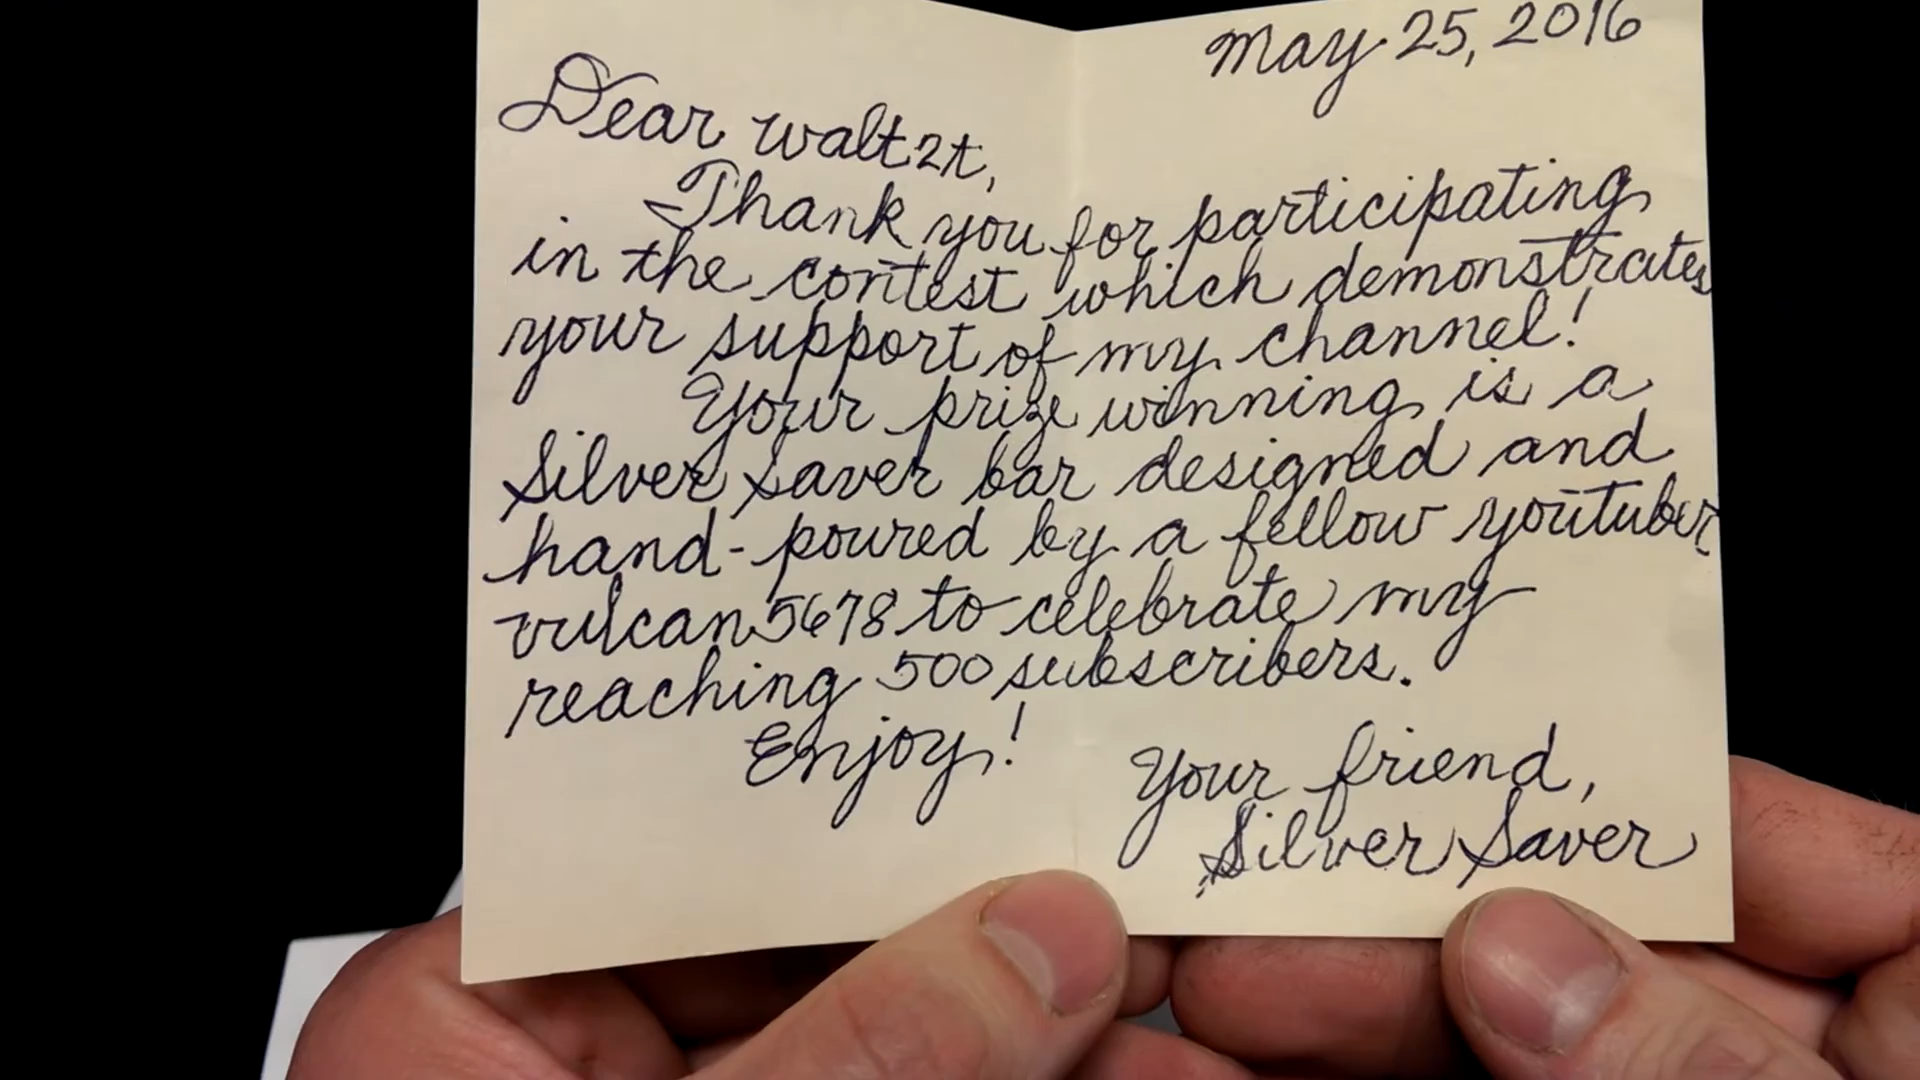 May 25, 2016
Dear walt2t,
Thank you for participating
in the contest which demonstrates
your support of my channel!
Your prize winning is a
Silver Saver bar designed and
hand-poured by a fellow youtuber
vulcan5678 to celebrate my
reaching 500 subscribers.
Enjoy!
Your friend,
Silver Saver